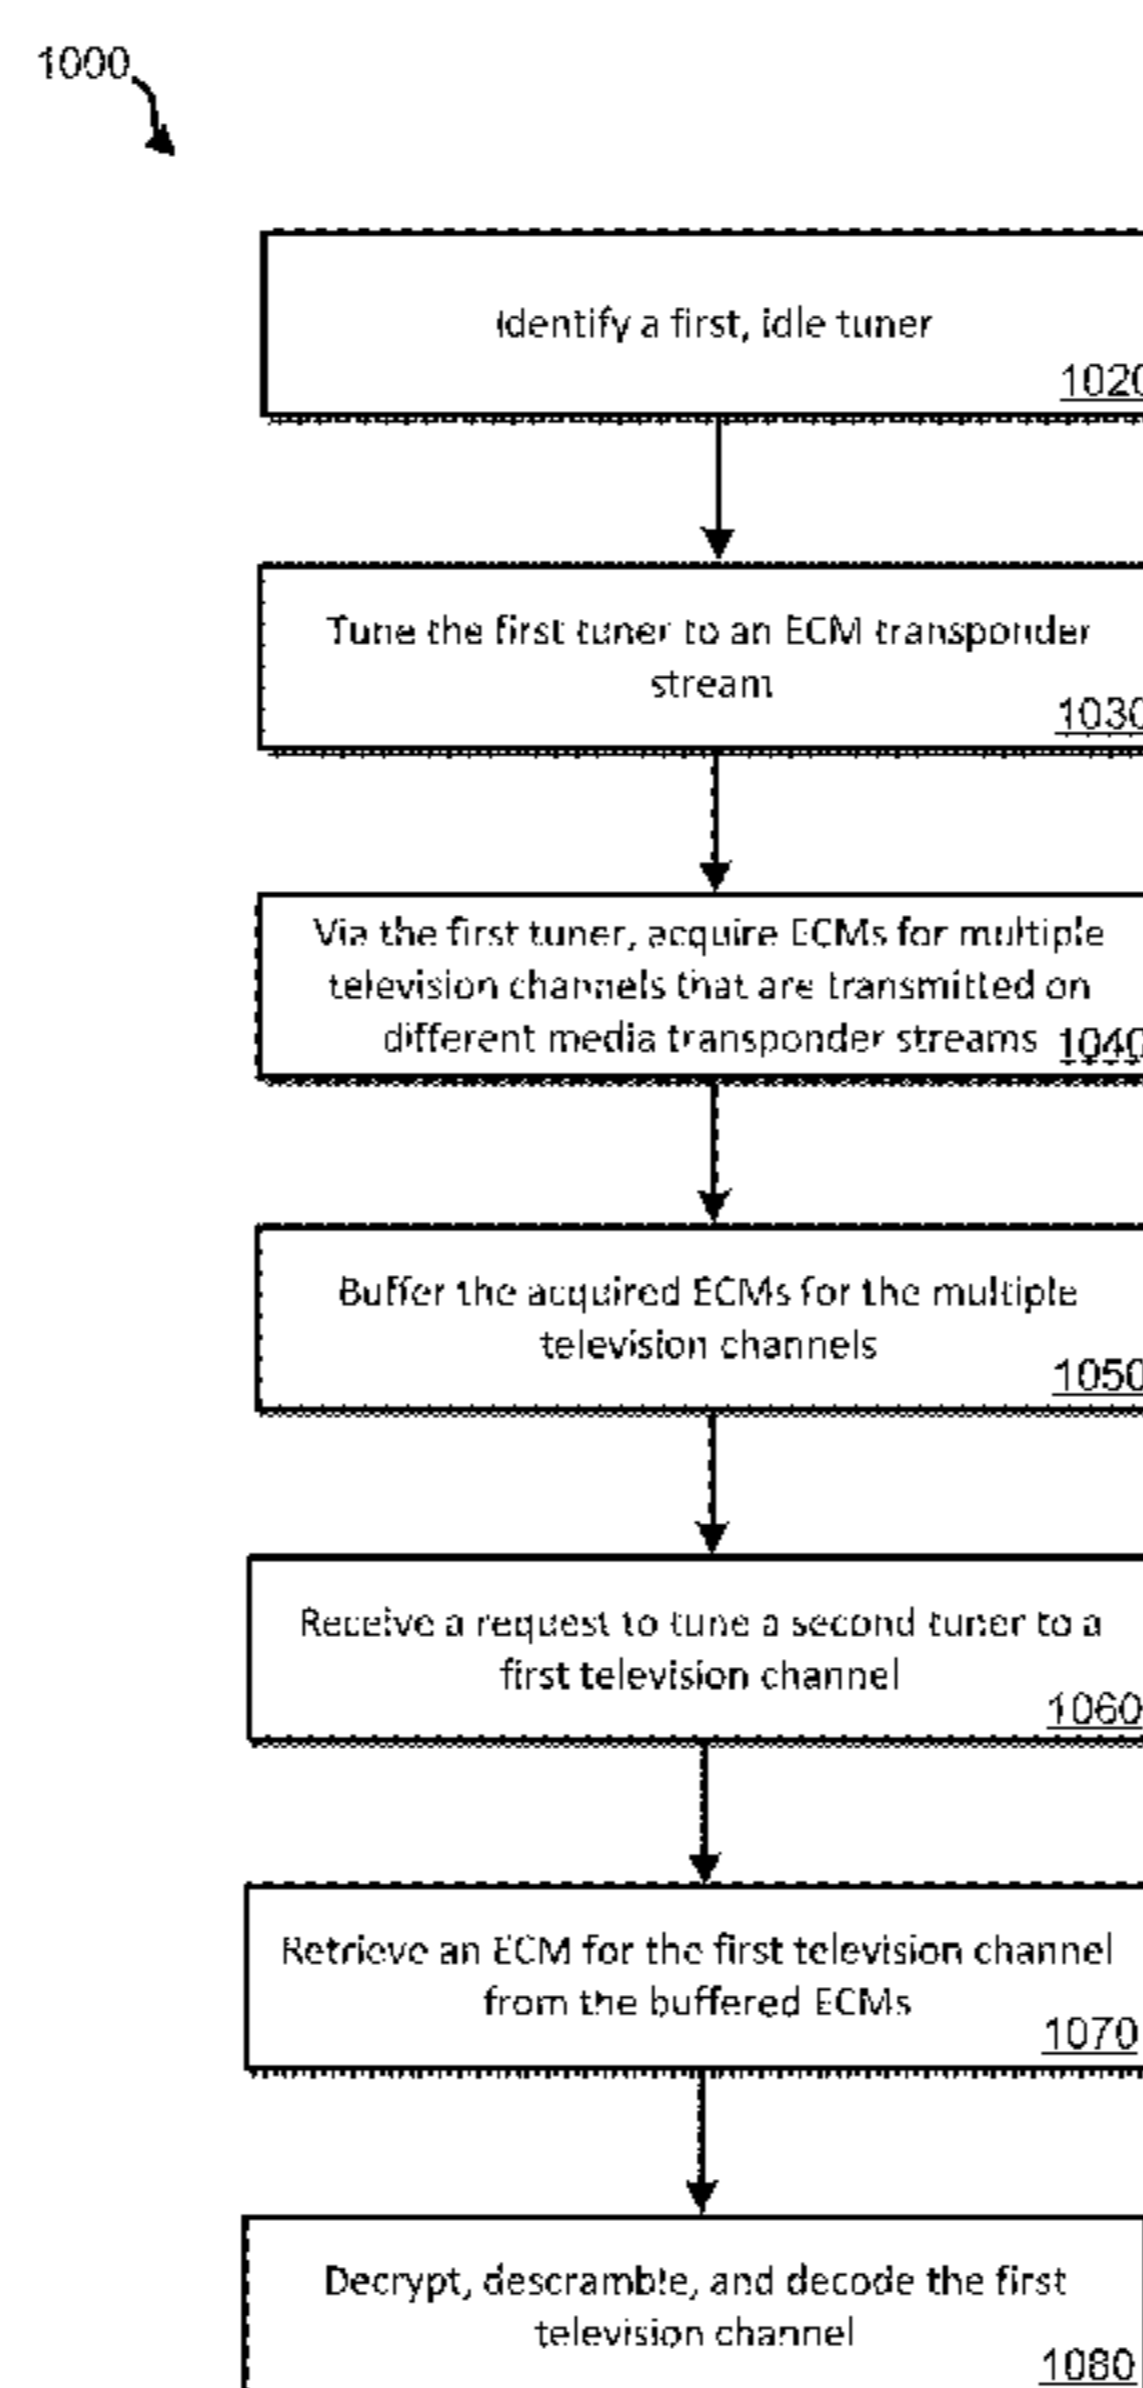 1000
Identify a first, idle tuner
1020
Tune the first tuner to an ECM transponder
stream
1030
Via the first tuner, acquire ECMs for multiple
television channels that are transmitted on
different media transponder streams 1040
Buffer the acquired ECMs for the multiple
television channels
1050
Receive a request to tune a second tuner to a
first television channel
1060
Retrieve an ECM for the first television channel
from the buffered ECMs
1070
Decrypt, descramble, and decode the first
television channel
1080